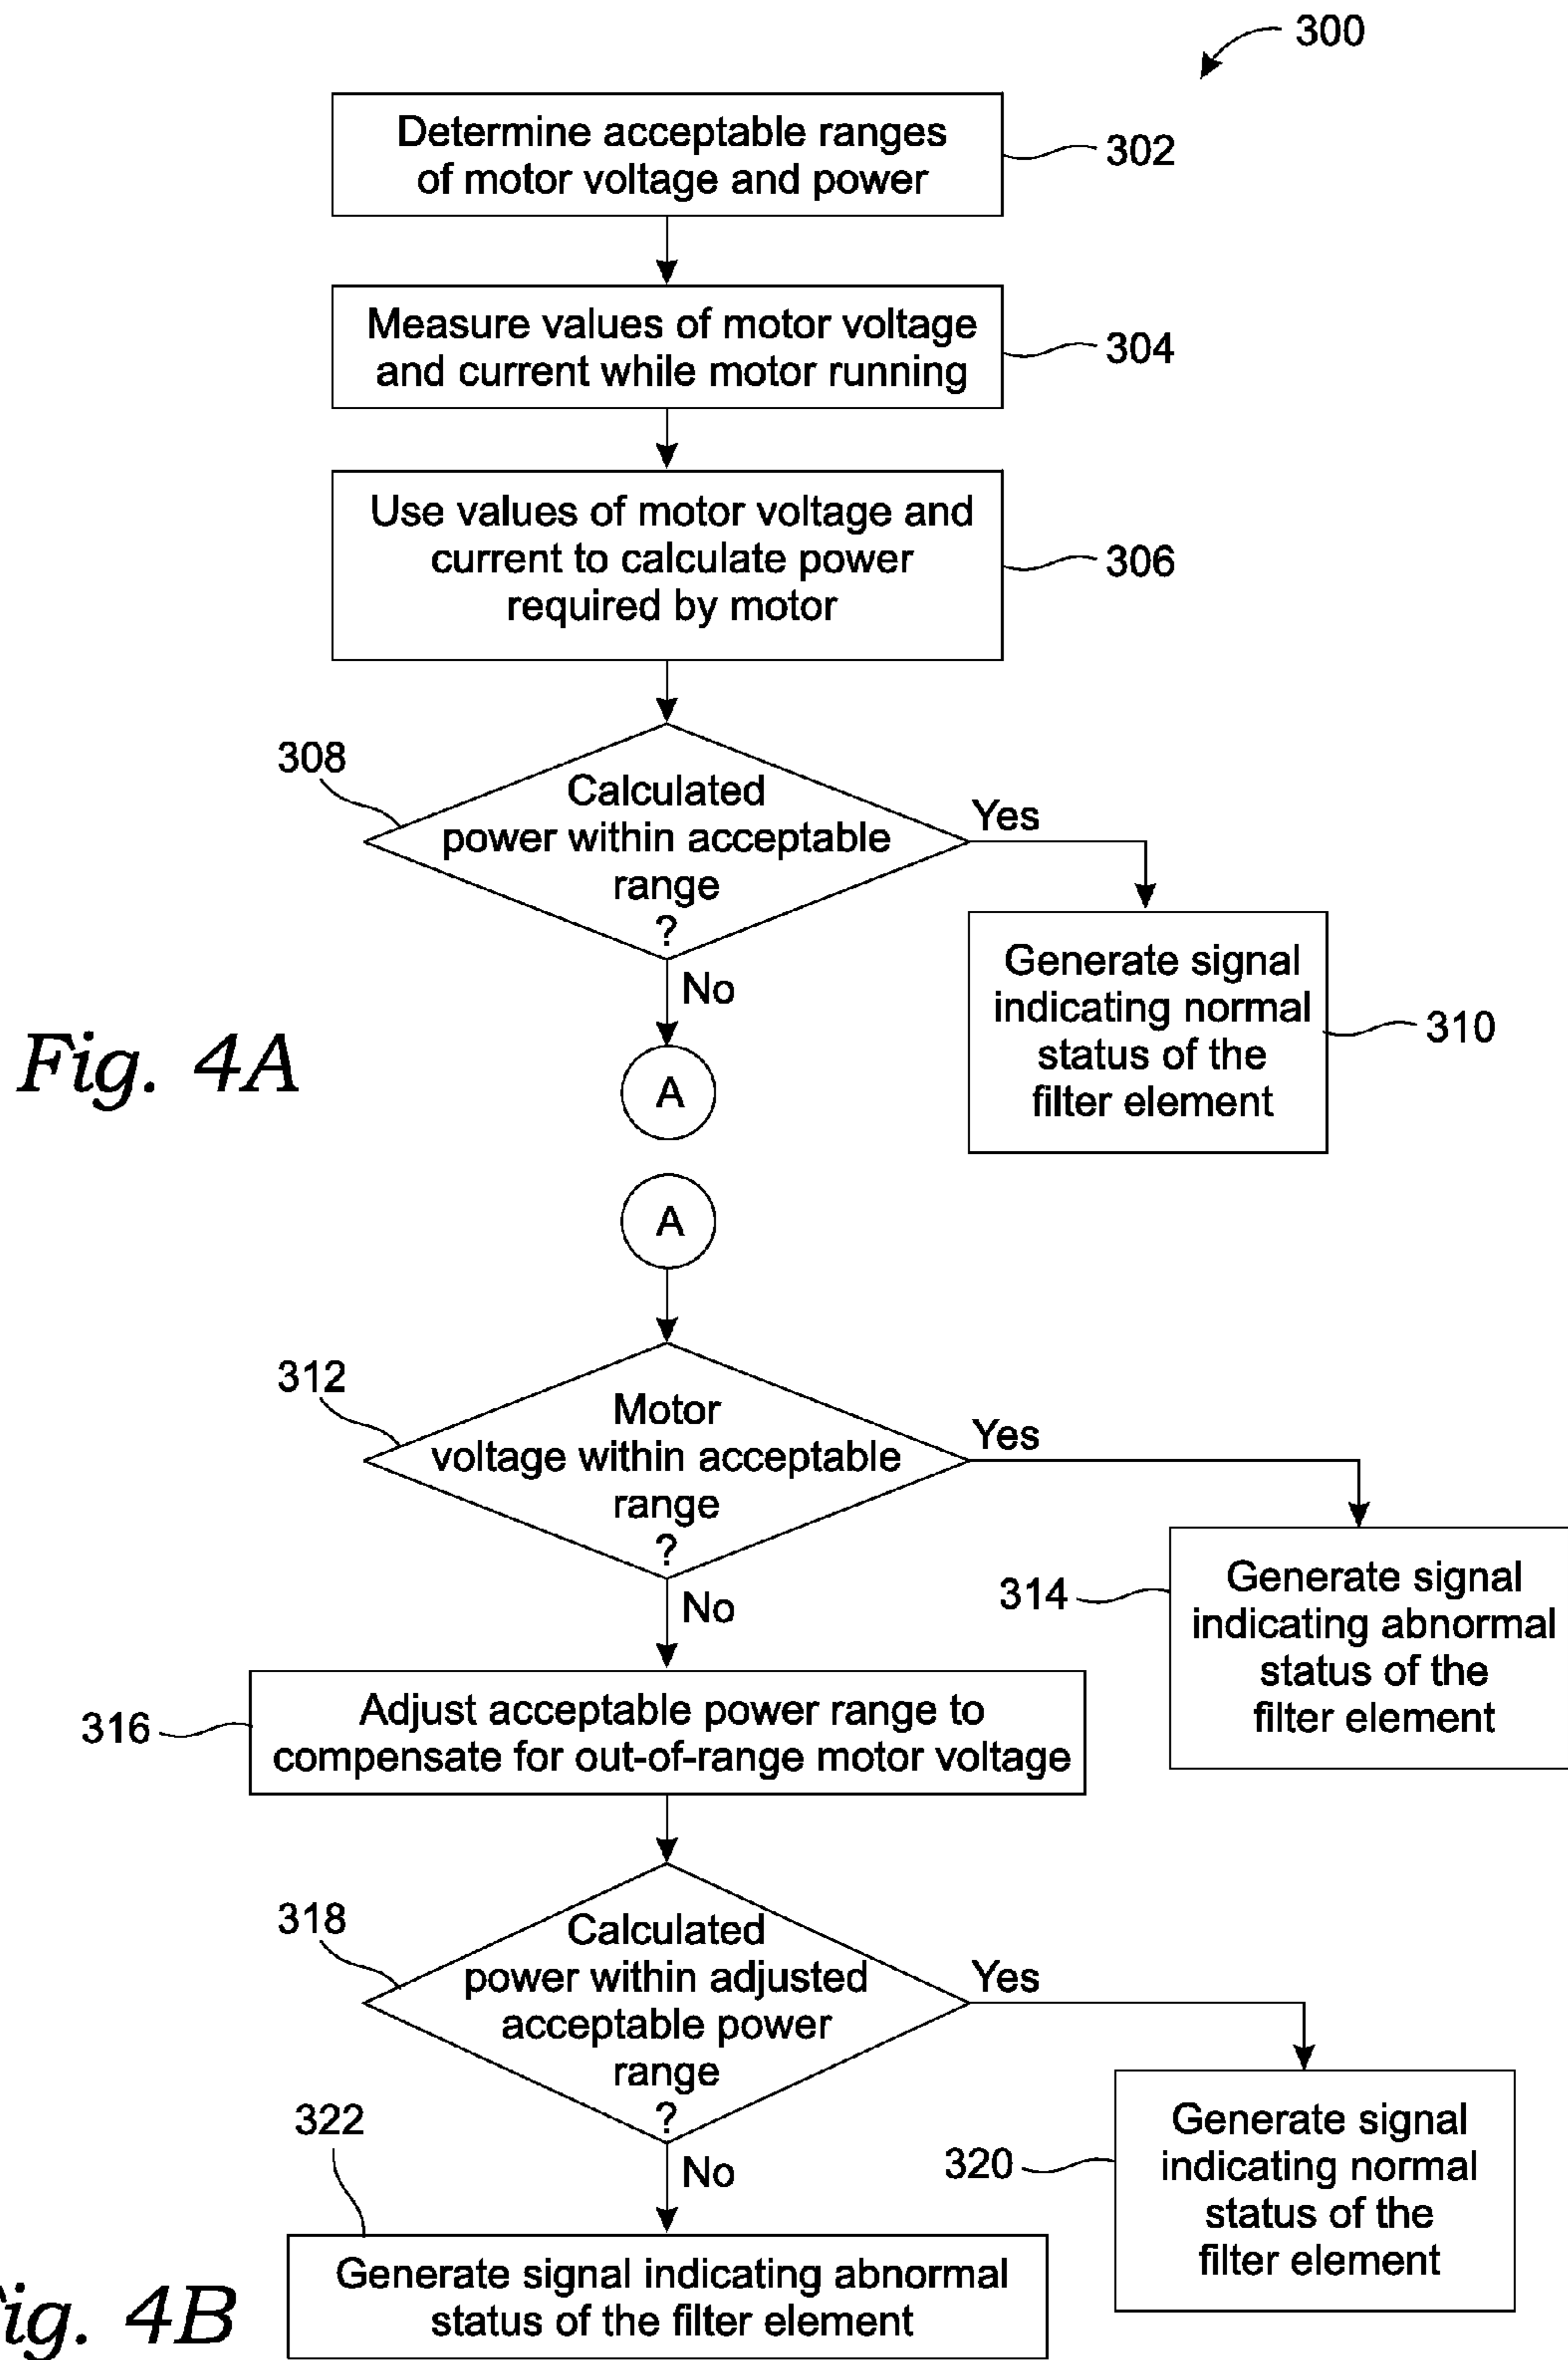 300
Determine acceptable ranges
of motor voltage and power
302
Measure values of motor voltage
and current while motor running
304
Use values of motor voltage and
current to calculate power
required by motor
306
308
Calculated
power within acceptable
range
?
Yes
No
Generate signal
indicating normal
status of the
filter element
310
Fig. 4A
A
A
312
Motor
voltage within acceptable
range
?
Yes
No
314
Generate signal
indicating abnormal
status of the
filter element
316
Adjust acceptable power range to
compensate for out-of-range motor voltage
318
Calculated
power within adjusted
acceptable power
range
?
Yes
No
320
Generate signal
indicating normal
status of the
filter element
322
Generate signal indicating abnormal
status of the filter element
ig. 4B